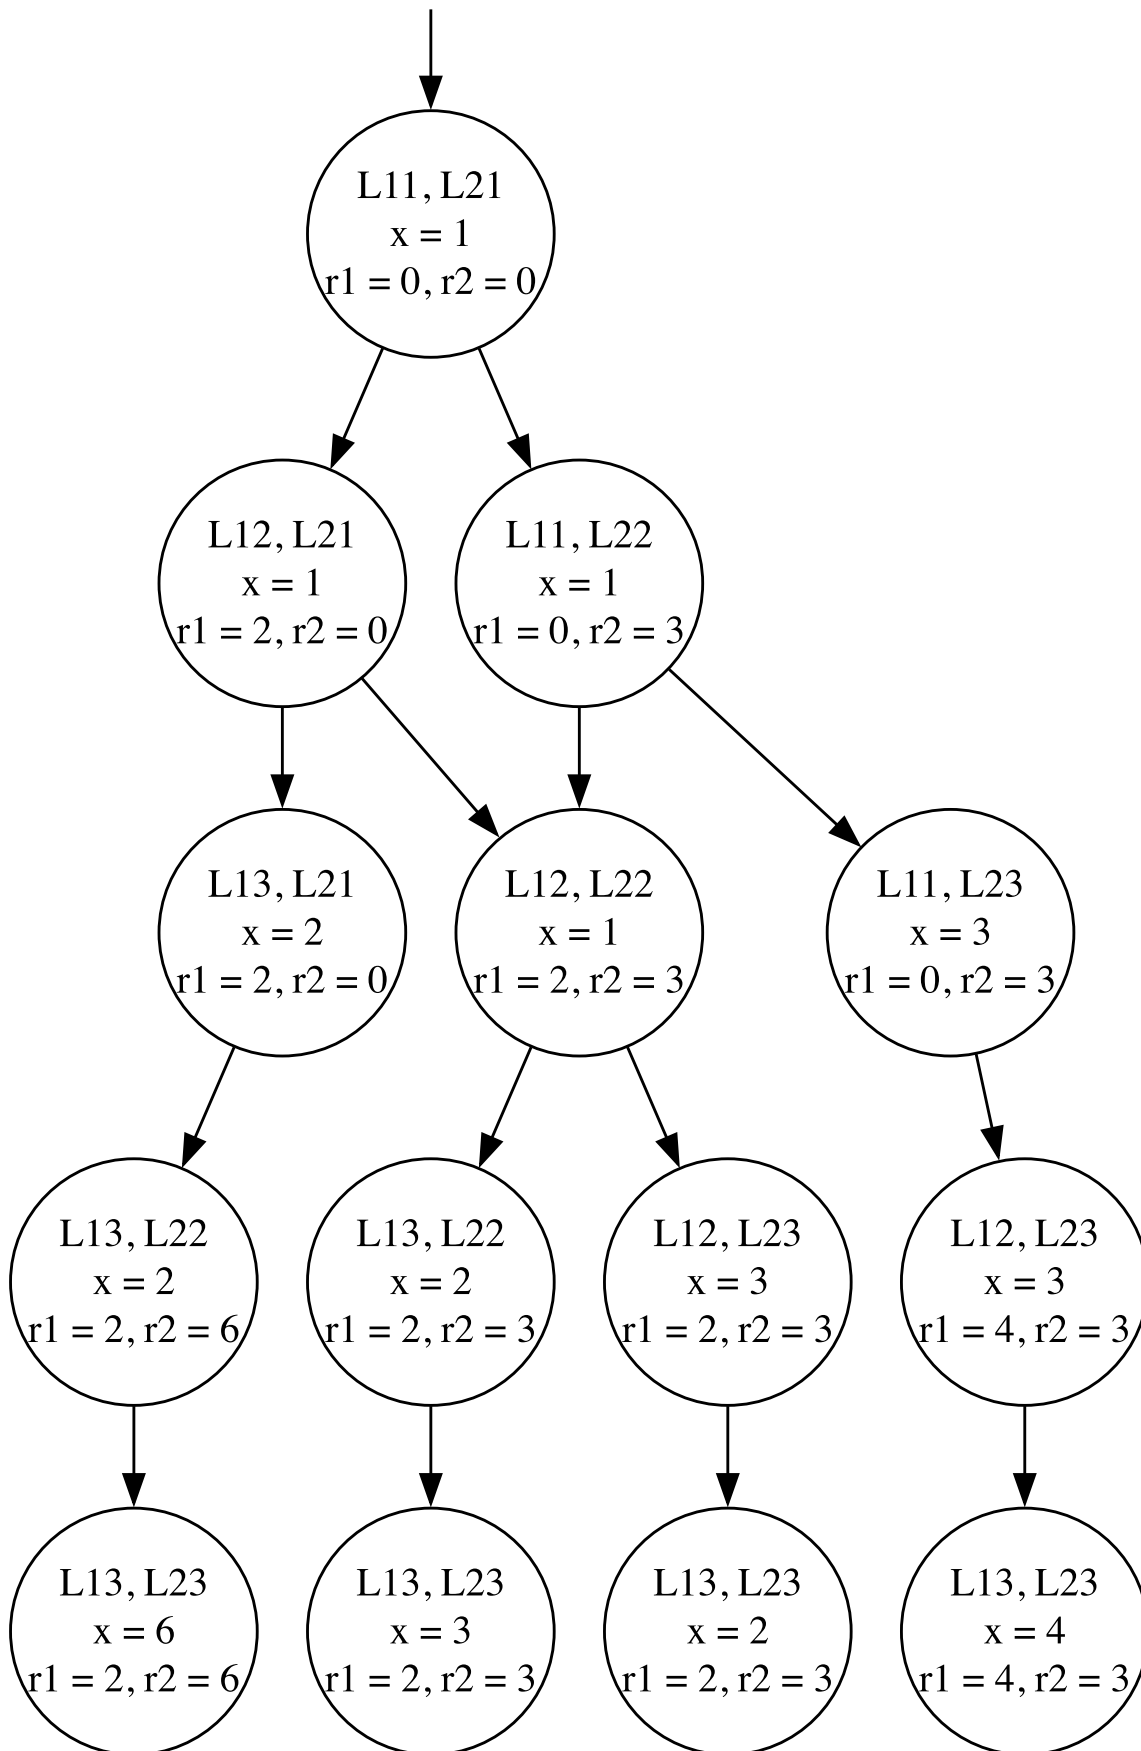 L11, L21
x = 1
r1 = 0, r2 = 0
L12, L21
x = 1
r1 = 2, r2 = 0
L11, L22
x = 1
r1 = 0, r2 = 3
L13, L21
x = 2
r1 = 2, r2 = 0
L12, L22
x = 1
r1 = 2, r2 = 3
L11, L23
x = 3
r1 = 0, r2 = 3
L13, L22
x = 2
r1 = 2, r2 = 6
L13, L22
x = 2
r1 = 2, r2 = 3
L12, L23
x = 3
r1 = 2, r2 = 3
L12, L23
x = 3
r1 = 4, r2 = 3
L13, L23
x = 6
r1 = 2, r2 = 6
L13, L23
x = 3
r1 = 2, r2 = 3
L13, L23
x = 2
r1 = 2, r2 = 3
L13, L23
x = 4
r1 = 4, r2 = 3